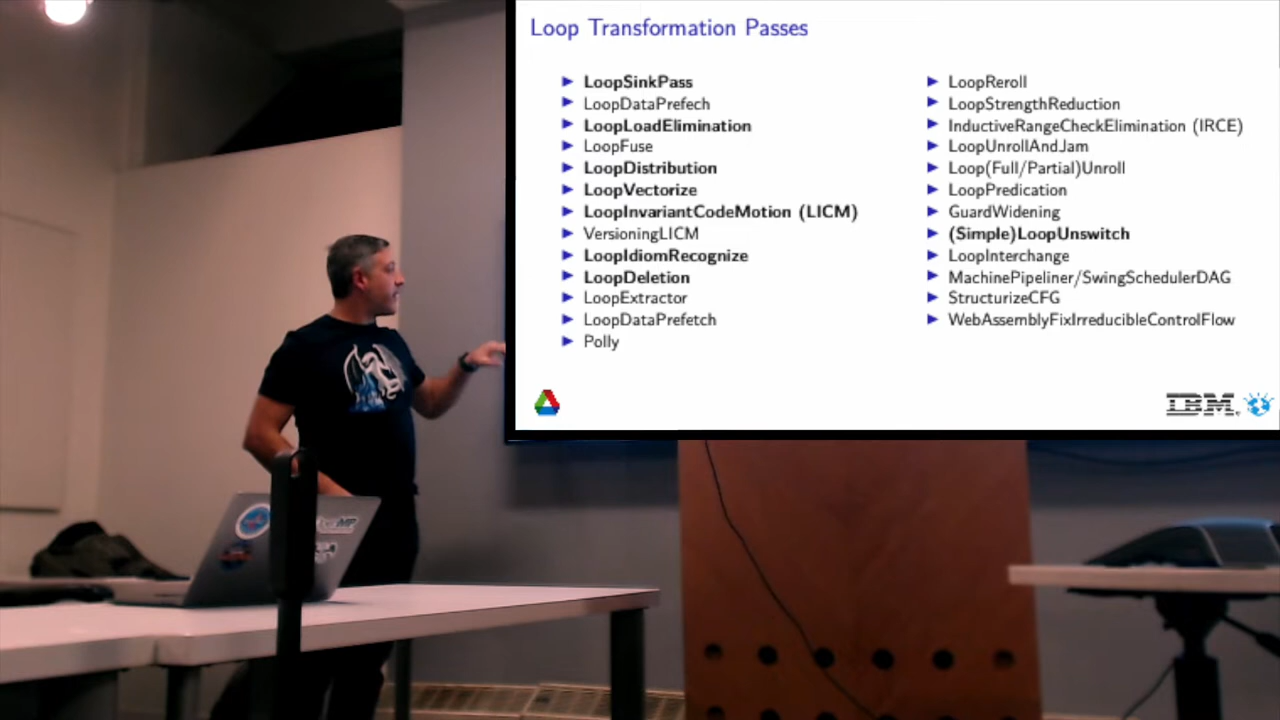 Loop Transformation Passes
LoopSinkPass
LoopDataPrefech
LoopLoadElimination
LoopFuse
LoopDistribution
LoopVectorize
LoopInvariantCodeMotion (LICM)
VersioningLICM
LoopIdiomRecognize
LoopDeletion
LoopExtractor
LoopDataPrefetch
Polly
LoopReroll
LoopStrengthReduction
InductiveRangeCheckElimination (IRCE)
LoopUnrollAndJam
Loop(Full/Partial)Unroll
LoopPredication
GuardWidening
(Simple)LoopUnswitch
LoopInterchange
MachinePipeliner/SwingSchedulerDAG
StructurizeCFG
WebAssemblyFixIrreducibleControlFlow
IBM